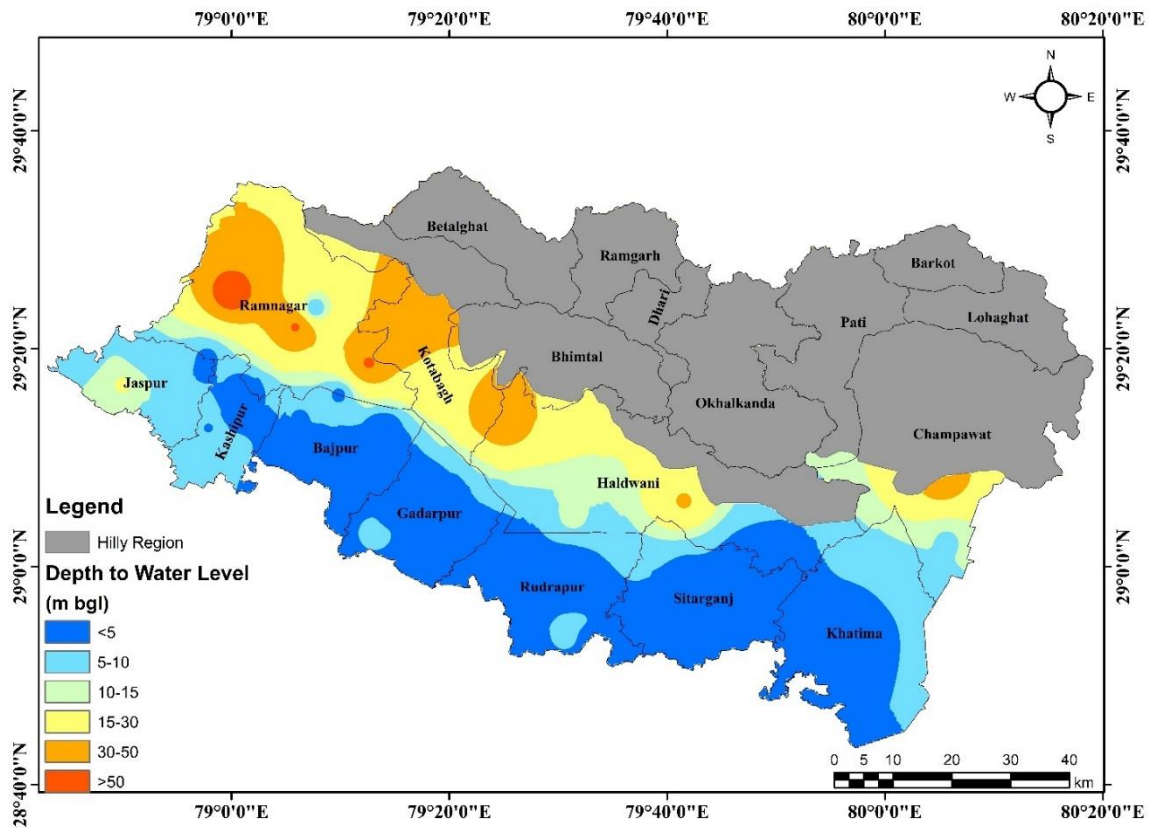 79°0'0"E 79°20'0"E 79°40'0"E 80°0'0"E 80°20'0"E
N
W E
S
29°40'0"N 29°40'0"N
Betalghat
Ramgarh
Barkot
Ramnagar
Dhari
Pati
Lohaghat
29°20'0"N 29°20'0"N
Jaspur
Kotabagh
Bhimtal
Okhalkanda
Kashipur
Bajpur
Champawat
Haldwani
Gadarpur
Rudrapur
Sitarganj
Khatima
29°0'0"N 29°0'0"N
Legend
Hilly Region
Depth to Water Level
(m bgl)
<5
5-10
10-15
15-30
30-50
>50
0 5 10 20 30 40
km
28°40'0"N 28°40'0"N
79°0'0"E 79°20'0"E 79°40'0"E 80°0'0"E 80°20'0"E